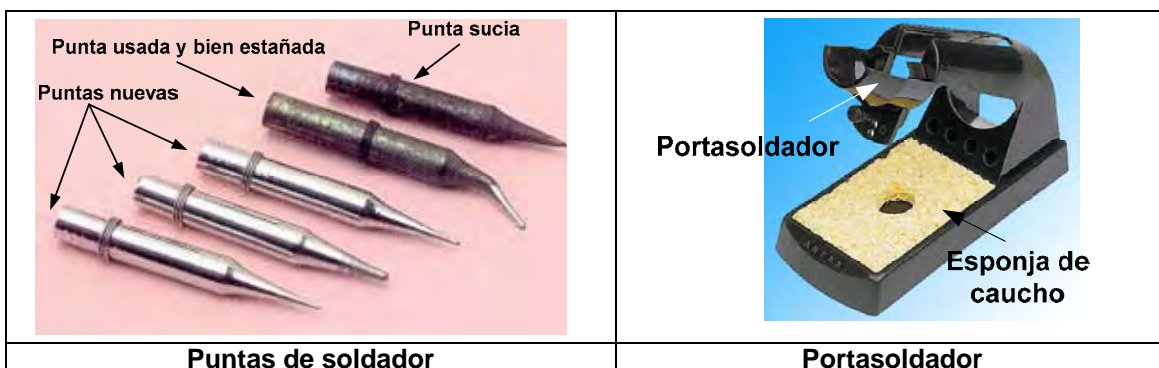 Punta usada y bien estañada
Punta sucia
Puntas nuevas
Puntas de soldador
Portasoldador
Esponja de
caucho
Portasoldador